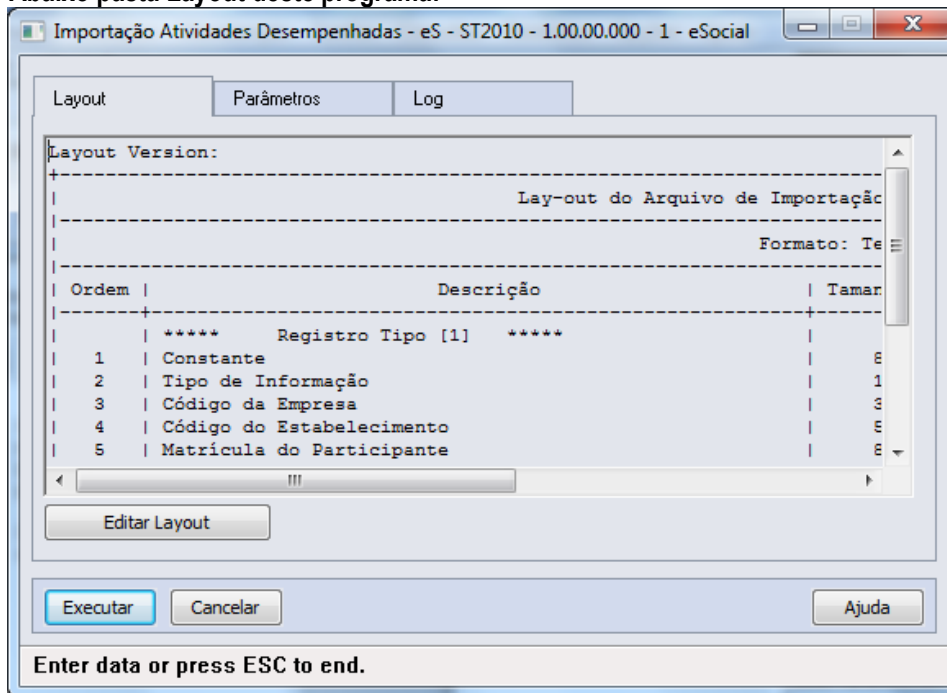 Abaixo pasta Layout deste programa:
Importação Atividades Desempenhadas - eS - ST2010 - 1.00.00.000 - 1 - eSocial
Layout Parâmetros Log
Layout Version:
Lay-out do Arquivo de Importação
Formato: Te
| Ordem | Descrição | Taman
| | ***** Registro Tipo [1] ***** |
| 1 | Constante | 8
| 2 | Tipo de Informação | 1
| 3 | Código da Empresa | 3
| 4 | Código do Estabelecimento | 5
| 5 | Matrícula do Participante | 8
Editar Layout
Executar Cancelar Ajuda
Enter data or press ESC to end.